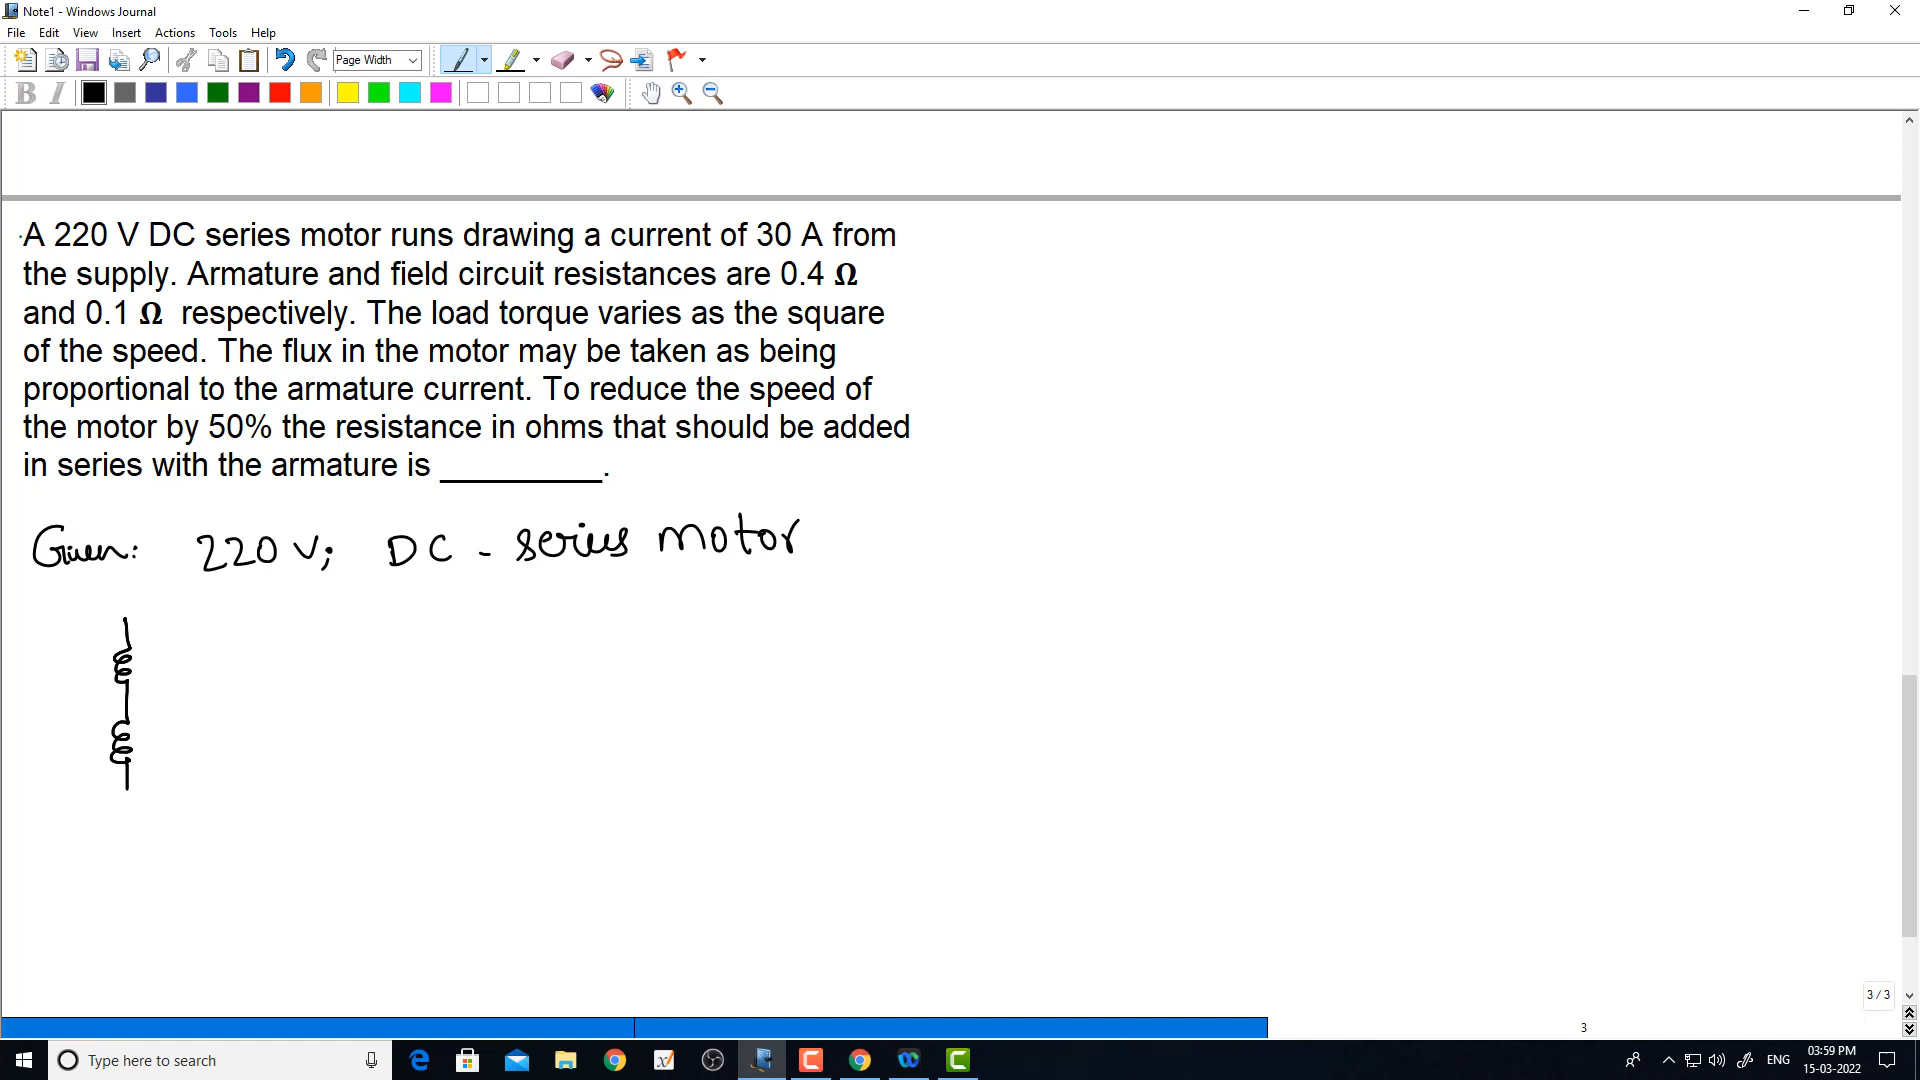 Note1 - Windows Journal
File Edit View Insert Actions Tools Help
Page Width
B I
A 220 V DC series motor runs drawing a current of 30 A from
the supply. Armature and field circuit resistances are 0.4 Ω
and 0.1 Ω respectively. The load torque varies as the square
of the speed. The flux in the motor may be taken as being
proportional to the armature current. To reduce the speed of
the motor by 50% the resistance in ohms that should be added
in series with the armature is _________.
Given: 220 V; DC - series motor
3 / 3
3
Type here to search
ENG
03:59 PM
15-03-2022